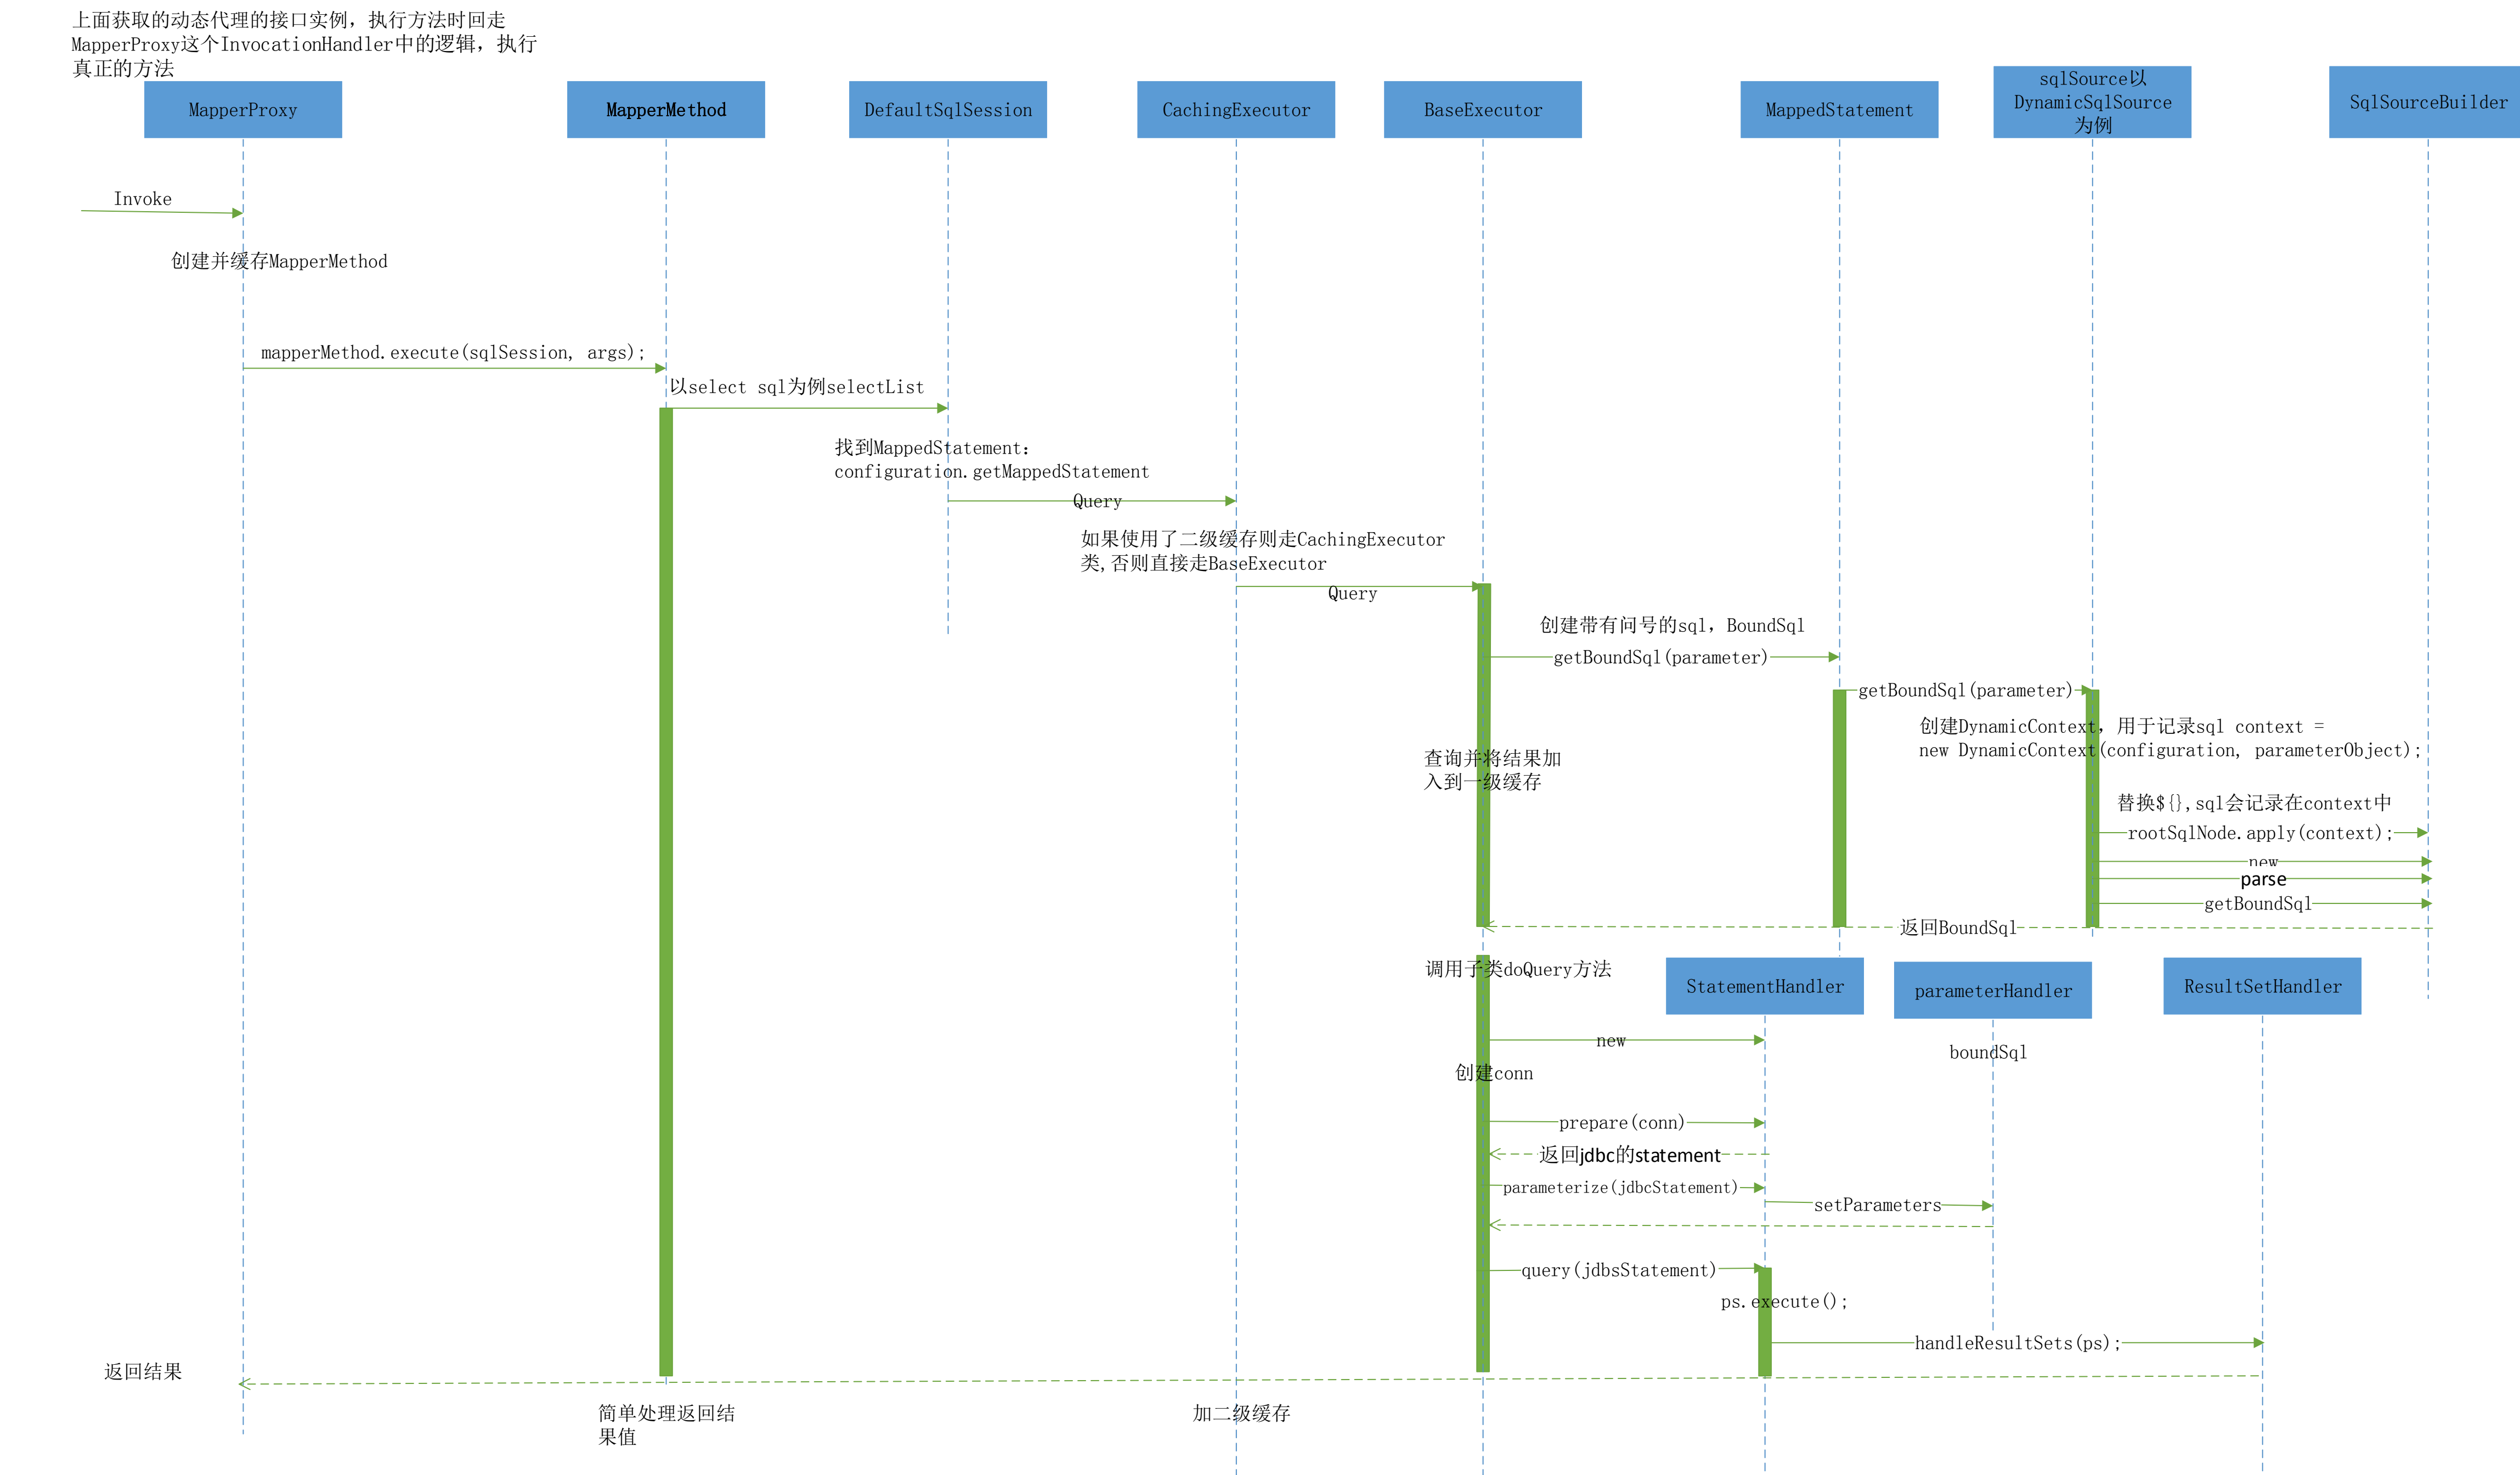 上面获取的动态代理的接口实例，执行方法时回走
MapperProxy这个InvocationHandler中的逻辑，执行
真正的方法
MapperProxy
MapperMethod
DefaultSqlSession
CachingExecutor
BaseExecutor
MappedStatement
sqlSource以
DynamicSqlSource
为例
SqlSourceBuilder
Invoke
创建并缓存MapperMethod
mapperMethod.execute(sqlSession, args);
以select sql为例selectList
找到MappedStatement：
configuration.getMappedStatement
Query
如果使用了二级缓存则走CachingExecutor
类,否则直接走BaseExecutor
Query
创建带有问号的sql，BoundSql
getBoundSql(parameter)
getBoundSql(parameter)
创建DynamicContext，用于记录sql context =
new DynamicContext(configuration, parameterObject);
查询并将结果加
入到一级缓存
替换${},sql会记录在context中
rootSqlNode.apply(context);
new
parse
getBoundSql
返回BoundSql
调用子类doQuery方法
StatementHandler
parameterHandler
ResultSetHandler
new
boundSql
创建conn
prepare(conn)
返回jdbc的statement
parameterize(jdbcStatement)
setParameters
query(jdbsStatement)
ps.execute();
handleResultSets(ps);
返回结果
简单处理返回结
果值
加二级缓存